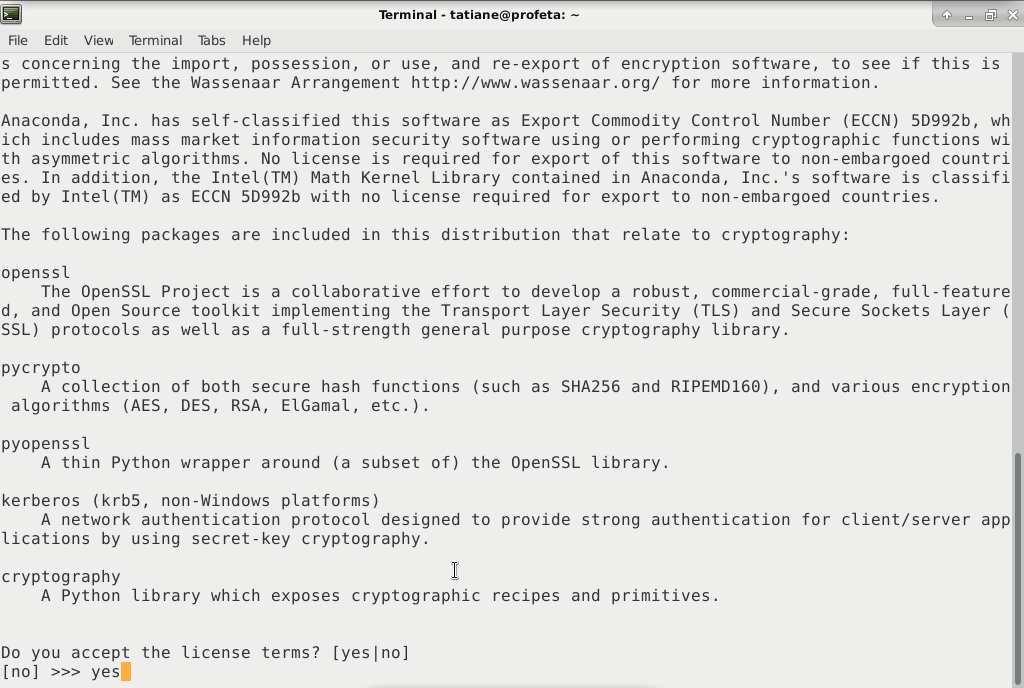 Terminal - tatiane@profeta: ~
File Edit View Terminal Tabs Help
s concerning the import, possession, or use, and re-export of encryption software, to see if this is
permitted. See the Wassenaar Arrangement http://www.wassenaar.org/ for more information.
Anaconda, Inc. has self-classified this software as Export Commodity Control Number (ECCN) 5D992b, wh
ich includes mass market information security software using or performing cryptographic functions wi
th asymmetric algorithms. No license is required for export of this software to non-embargoed countri
es. In addition, the Intel(TM) Math Kernel Library contained in Anaconda, Inc.'s software is classifi
ed by Intel(TM) as ECCN 5D992b with no license required for export to non-embargoed countries.
The following packages are included in this distribution that relate to cryptography:
openssl
The OpenSSL Project is a collaborative effort to develop a robust, commercial-grade, full-feature
d, and Open Source toolkit implementing the Transport Layer Security (TLS) and Secure Sockets Layer (
SSL) protocols as well as a full-strength general purpose cryptography library.
pycrypto
A collection of both secure hash functions (such as SHA256 and RIPEMD160), and various encryption
algorithms (AES, DES, RSA, ElGamal, etc.).
pyopenssl
A thin Python wrapper around (a subset of) the OpenSSL library.
kerberos (krb5, non-Windows platforms)
A network authentication protocol designed to provide strong authentication for client/server app
lications by using secret-key cryptography.
cryptography
A Python library which exposes cryptographic recipes and primitives.
Do you accept the license terms? [yes|no]
[no] >>> yes